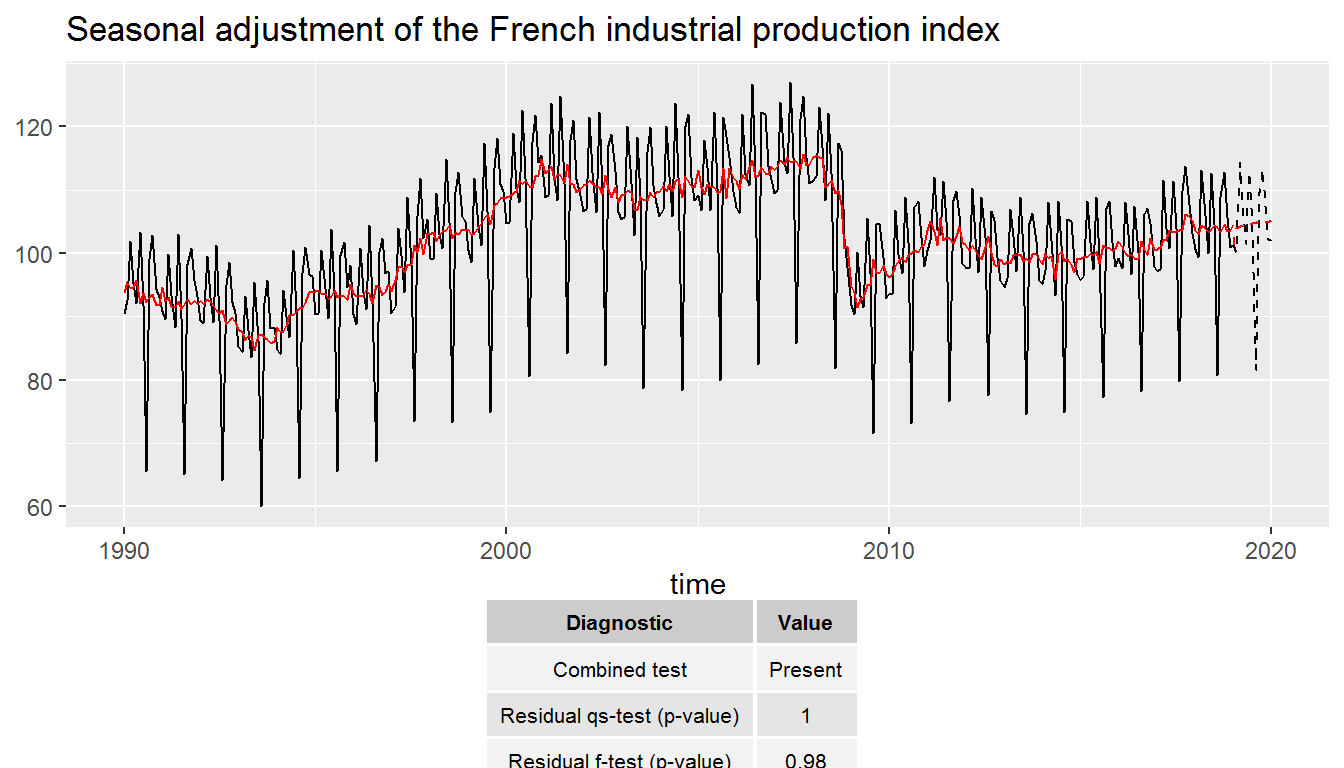 Seasonal adjustment of the French industrial production index
120
100
80
60
1990 2000 2010 2020
time
Diagnostic Value
Combined test Present
Residual qs-test (p-value) 1
Residual f-test (p-value) 0.98